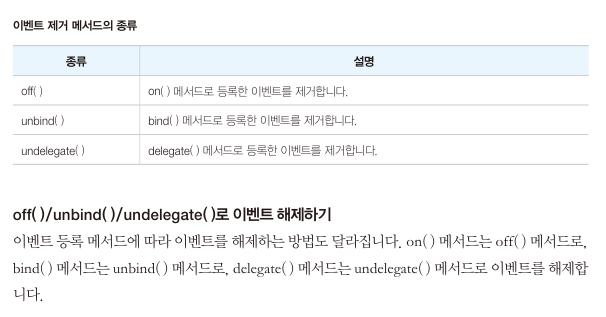 이벤트 제거 메서드의 종류
종류 설명
off( ) on( ) 메서드로 등록한 이벤트를 제거합니다.
unbind( ) bind( ) 메서드로 등록한 이벤트를 제거합니다.
undelegate( ) delegate( ) 메서드로 등록한 이벤트를 제거합니다.
off( )/unbind( )/undelegate( )로 이벤트 해제하기
이벤트 등록 메서드에 따라 이벤트를 해제하는 방법도 달라집니다. on( ) 메서드는 off( ) 메서드로,
bind( ) 메서드는 unbind( ) 메서드로, delegate( ) 메서드는 undelegate( ) 메서드로 이벤트를 해제합
니다.